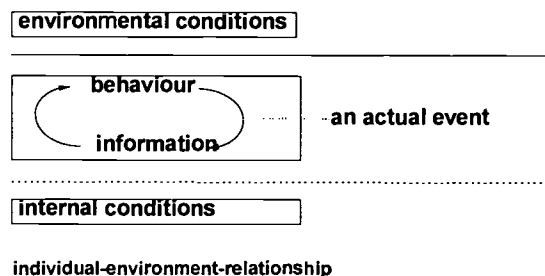 environmental conditions
behaviour
information
an actual event
internal conditions
individual-environment-relationship